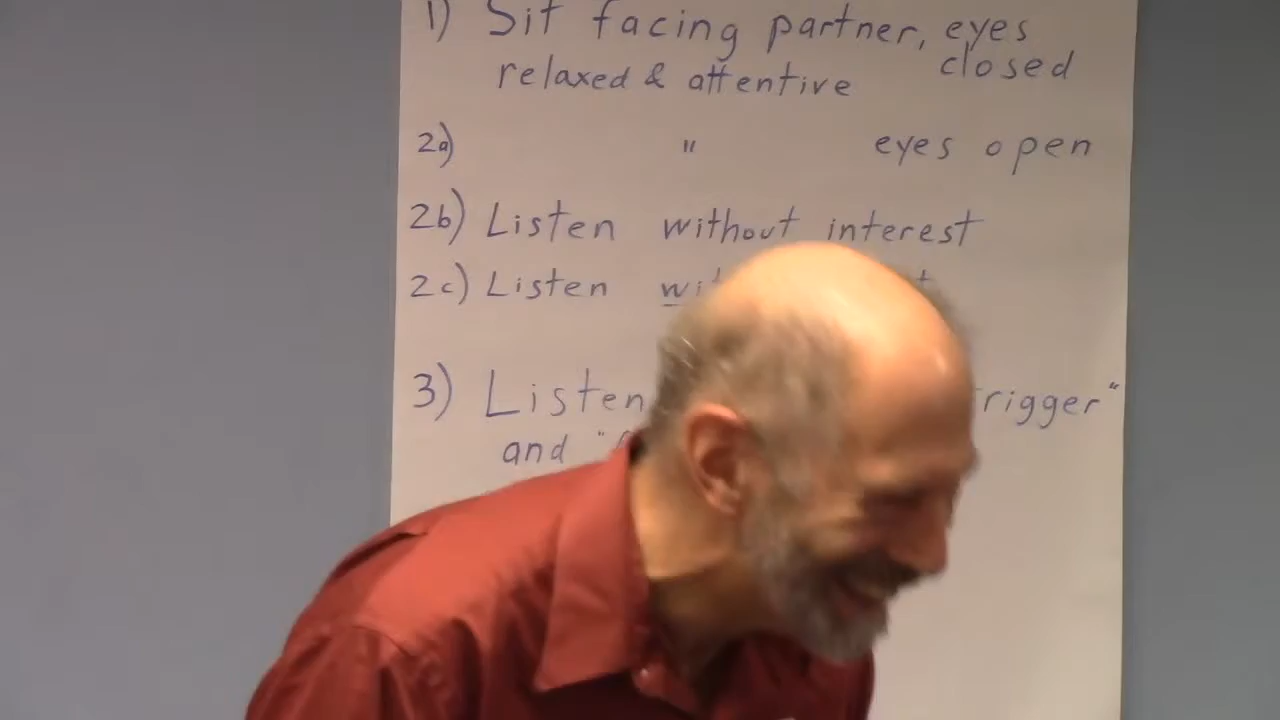 1) Sit facing partner, eyes
closed
relaxed & attentive
2a) " eyes open
2b) Listen without interest
2c) Listen
3) Listen
and